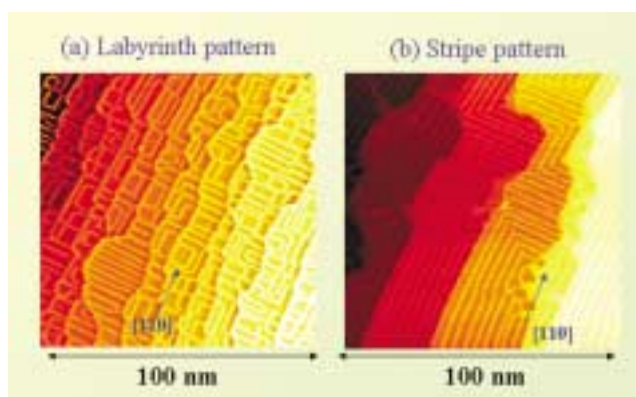 (a) Labyrinth pattern
(b) Stripe pattern
[110]
[110]
100 nm
100 nm